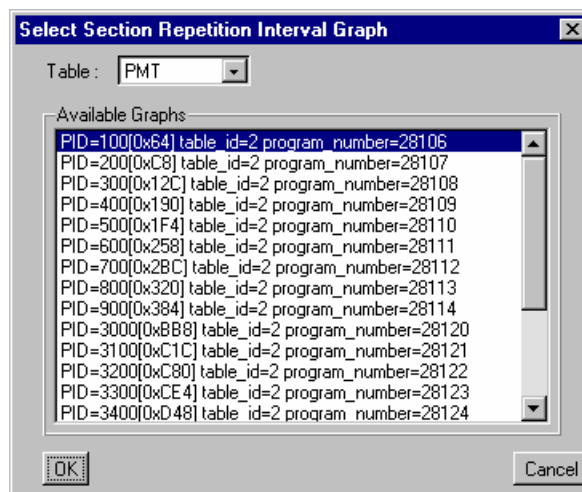 Select Section Repetition Interval Graph
Table : PMT
Available Graphs
PID=100[0x64] table_id=2 program_number=28106
PID=200[0xC8] table_id=2 program_number=28107
PID=300[0x12C] table_id=2 program_number=28108
PID=400[0x190] table_id=2 program_number=28109
PID=500[0x1F4] table_id=2 program_number=28110
PID=600[0x258] table_id=2 program_number=28111
PID=700[0x2BC] table_id=2 program_number=28112
PID=800[0x320] table_id=2 program_number=28113
PID=900[0x384] table_id=2 program_number=28114
PID=3000[0xBB8] table_id=2 program_number=28120
PID=3100[0xC1C] table_id=2 program_number=28121
PID=3200[0xC80] table_id=2 program_number=28122
PID=3300[0xCE4] table_id=2 program_number=28123
PID=3400[0xD48] table_id=2 program_number=28124
OK Cancel